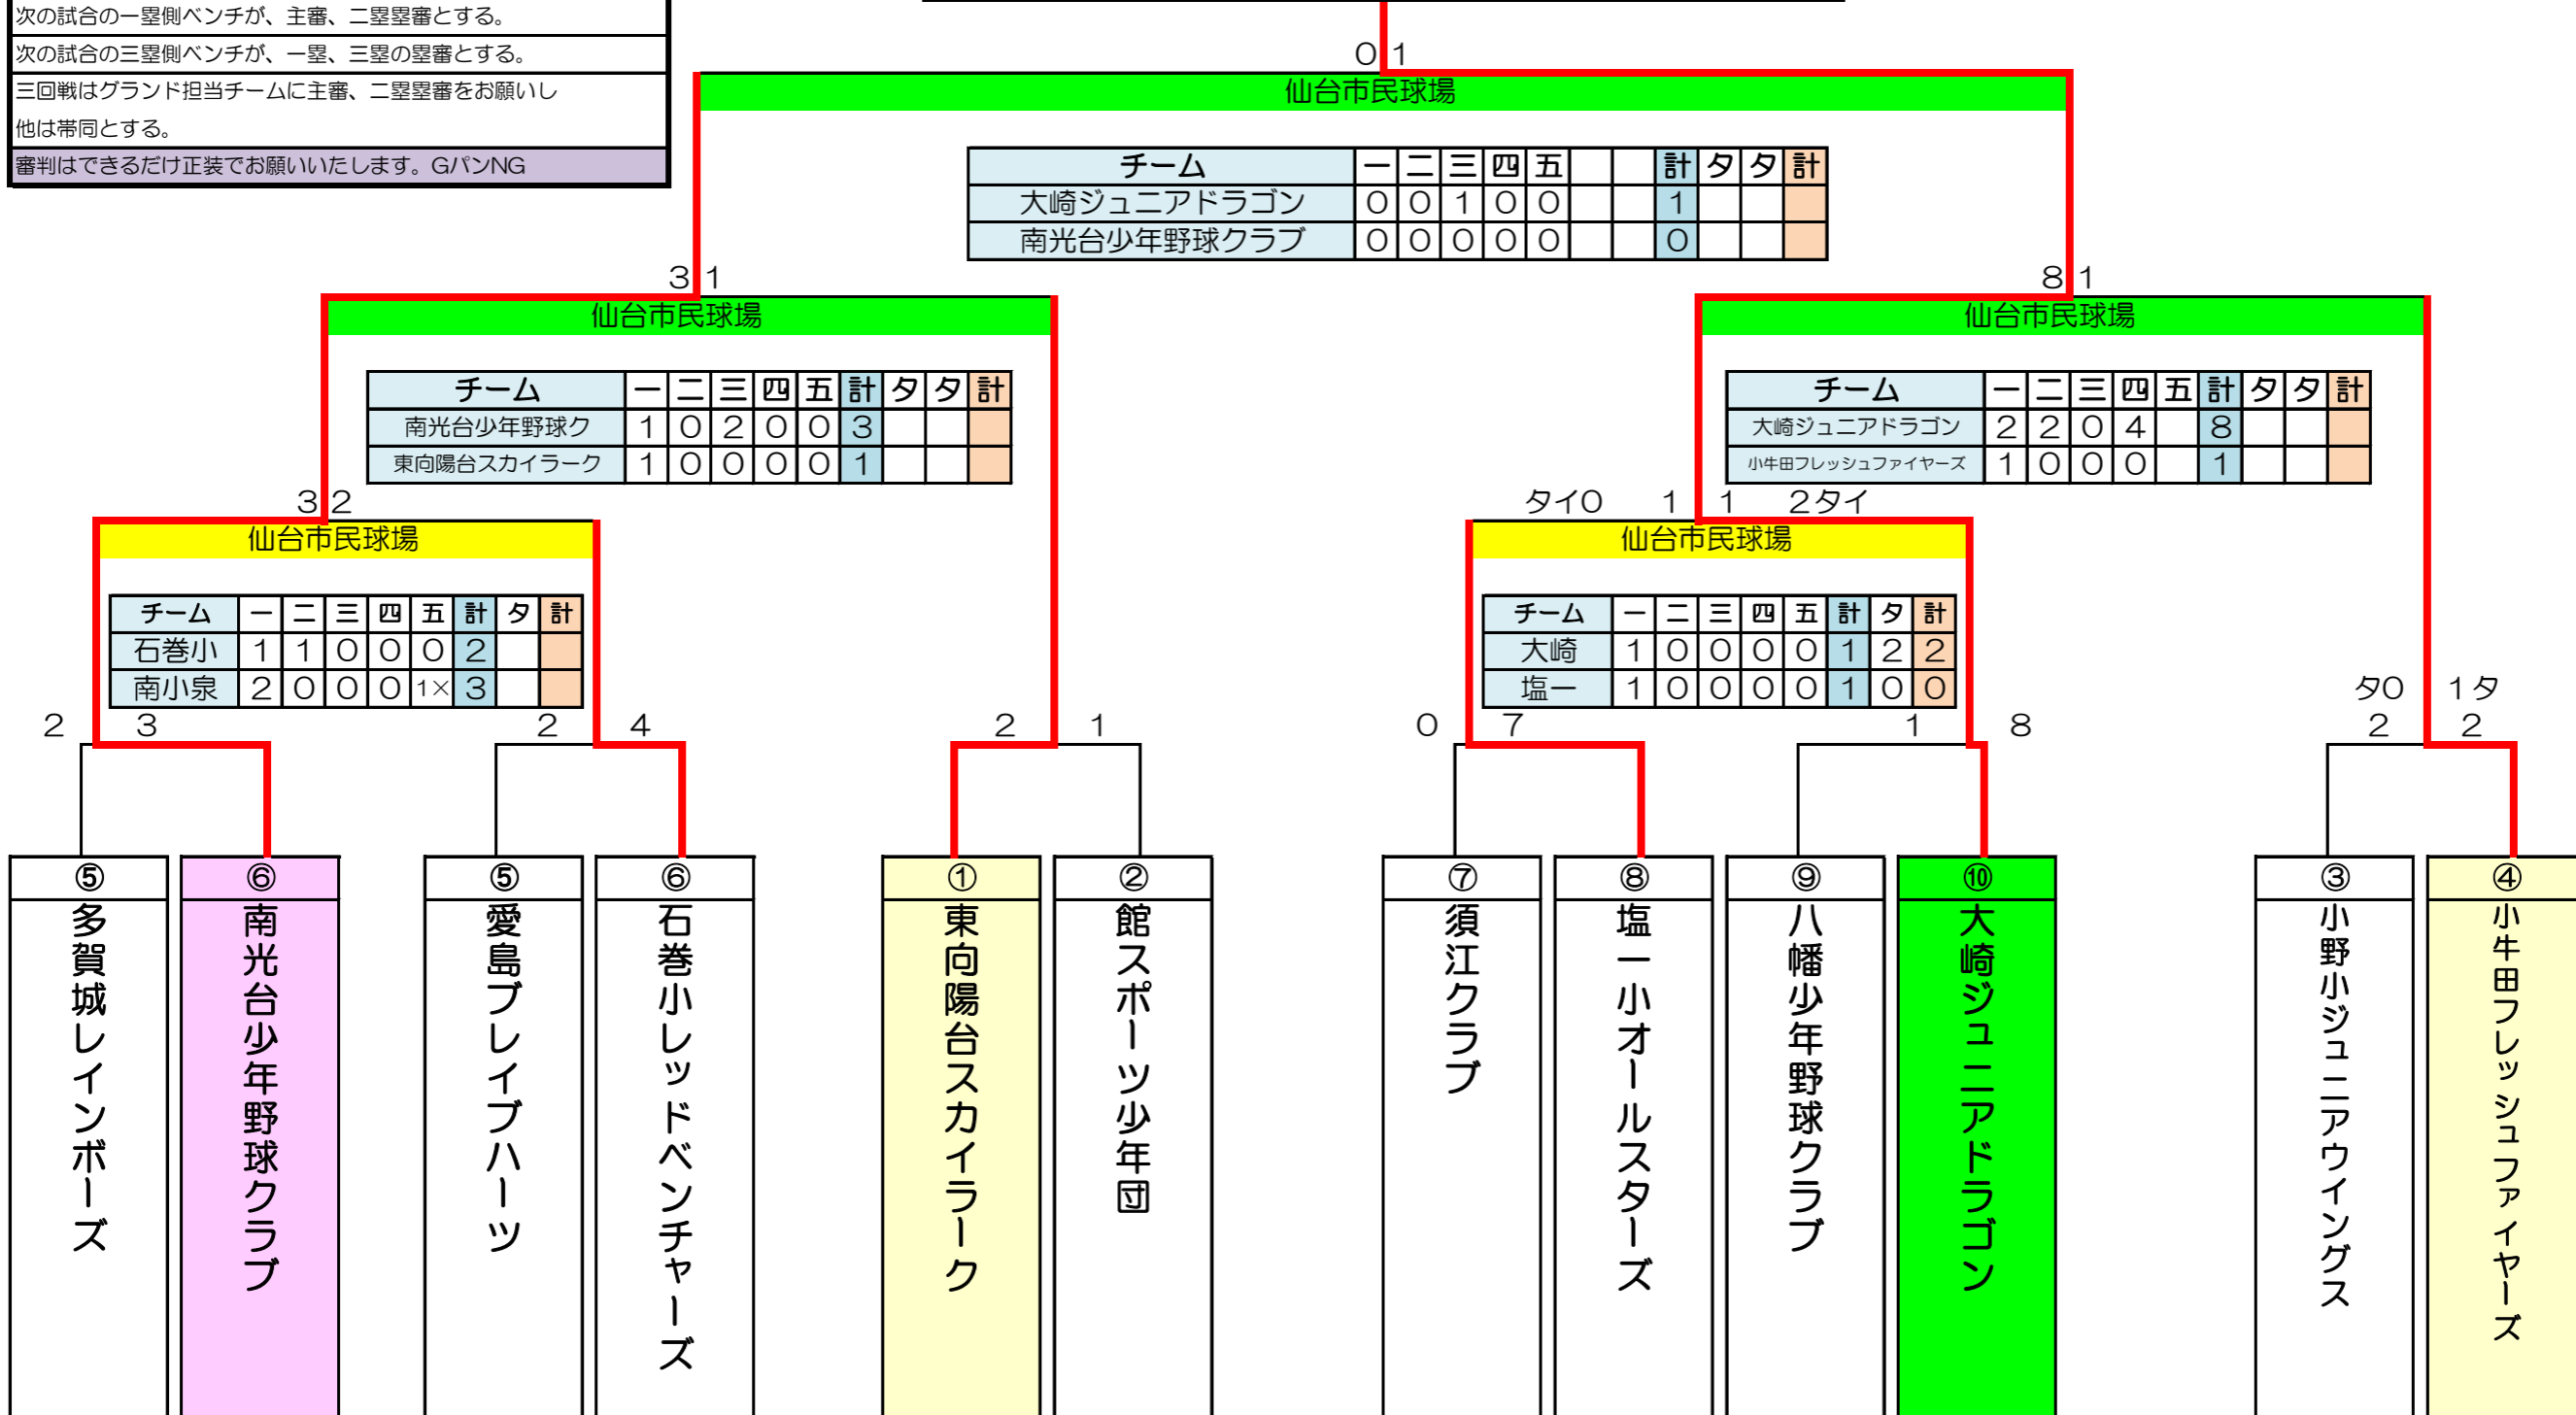 次の試合の一塁側ベンチが、主審、二塁塁審とする。
次の試合の三塁側ベンチが、一塁、三塁の塁審とする。
三回戦はグランド担当チームに主審、二塁塁審をお願いし
他は帯同とする。
審判はできるだけ正装でお願いいたします。GパンNG
0 1
仙台市民球場
チーム 一 二 三 四 五 計 タ タ 計
大崎ジュニアドラゴン 0 0 1 0 0 1
南光台少年野球クラブ 0 0 0 0 0 0
3 1
8 1
仙台市民球場
仙台市民球場
チーム 一 二 三 四 五 計 タ タ 計
南光台少年野球ク 1 0 2 0 0 3
東向陽台スカイラーク 1 0 0 0 0 1
チーム 一 二 三 四 五 計 タ タ 計
大崎ジュニアドラゴン 2 2 0 4 8
小牛田フレッシュファイヤーズ 1 0 0 0 1
3 2
タイ0 1 1 2タイ
仙台市民球場
仙台市民球場
チーム 一 二 三 四 五 計 タ 計
石巻小 1 1 0 0 0 2
南小泉 2 0 0 0 1× 3
チーム 一 二 三 四 五 計 タ 計
大崎 1 0 0 0 0 1 2 2
塩一 1 0 0 0 0 1 0 0
タ0 1タ
2 3 2 4 2 1 0 7 1 8 2 2
⑤
多賀城レインボーズ
⑥
南光台少年野球クラブ
⑤
愛島ブレイブハーツ
⑥
石巻小レッドベンチャーズ
①
東向陽台スカイラーク
②
館スポーツ少年団
⑦
須江クラブ
⑧
塩一小オールスターズ
⑨
八幡少年野球クラブ
⑩
大崎ジュニアドラゴン
③
小野小ジュニアウイングス
④
小牛田フレッシュファイヤーズ